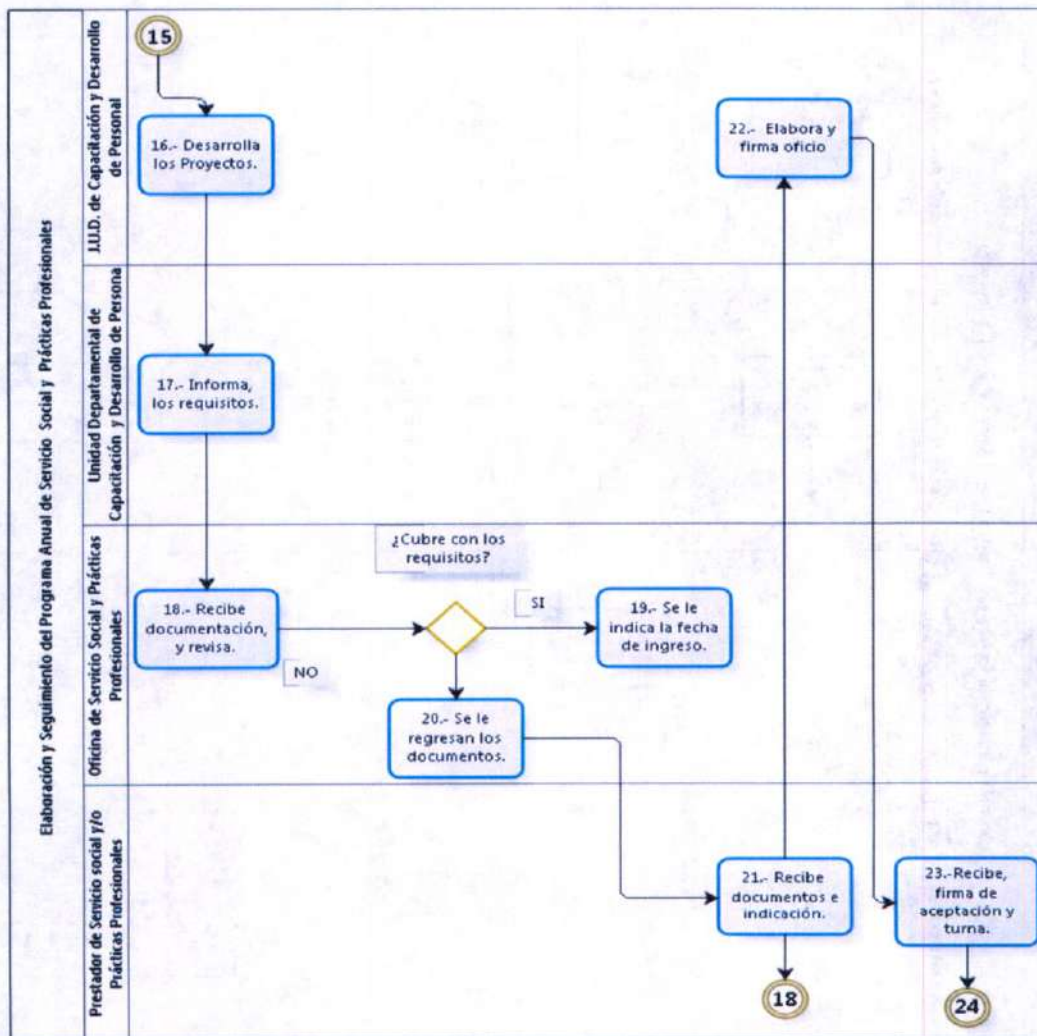 Elaboración y Seguimiento del Programa Anual de Servicio Social y Prácticas Profesionales
J.U.D. de Capacitación y Desarrollo
de Personal
15
16.- Desarrolla
los Proyectos.
22.- Elabora y
firma oficio
Unidad Departamental de
Capacitación y Desarrollo de Persona
17.- Informa,
los requisitos.
Oficina de Servicio Social y Prácticas
Profesionales
¿Cubre con los
requisitos?
18.- Recibe
documentación,
y revisa.
NO
SI
19.- Se le
indica la fecha
de ingreso.
20.- Se le
regresan los
documentos.
Prestador de Servicio social y/o
Prácticas Profesionales
21.- Recibe
documentos e
indicación.
23.-Recibe,
firma de
aceptación y
turna.
18
24